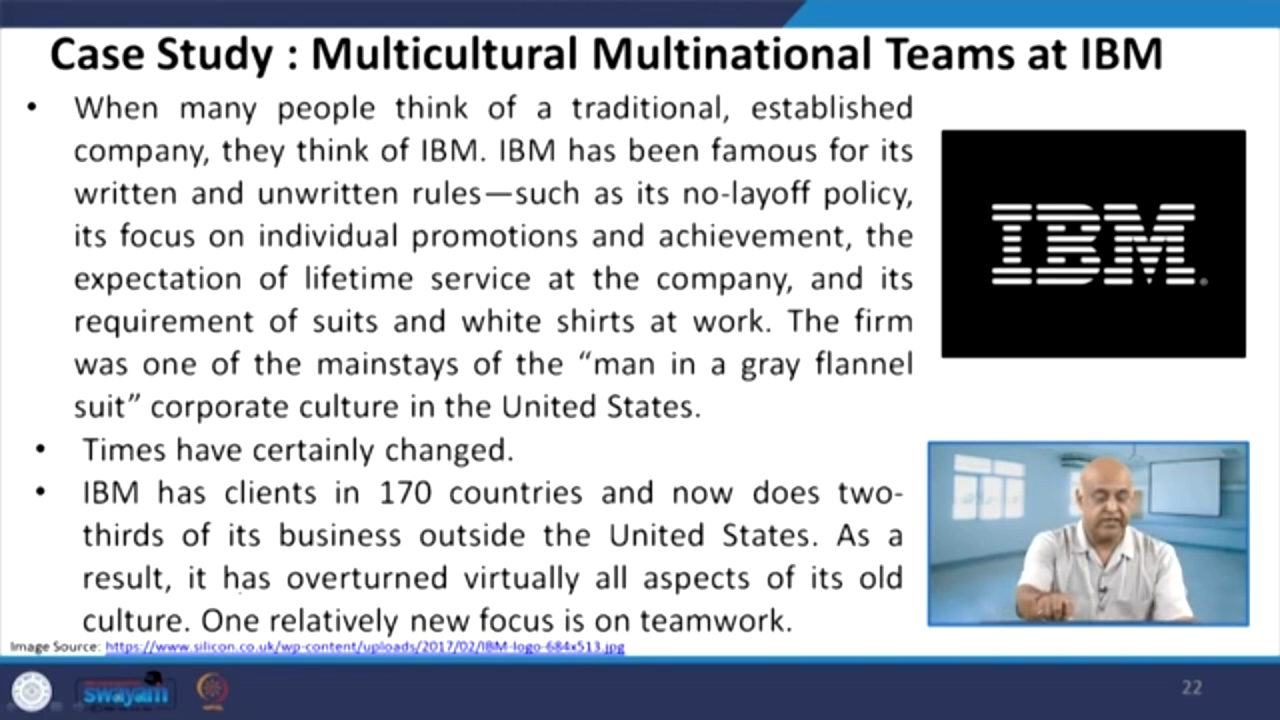 Case Study : Multicultural Multinational Teams at IBM
• When many people think of a traditional, established
company, they think of IBM. IBM has been famous for its
written and unwritten rules—such as its no-layoff policy,
its focus on individual promotions and achievement, the
expectation of lifetime service at the company, and its
requirement of suits and white shirts at work. The firm
was one of the mainstays of the “man in a gray flannel
suit” corporate culture in the United States.
• Times have certainly changed.
• IBM has clients in 170 countries and now does two-
thirds of its business outside the United States. As a
result, it has overturned virtually all aspects of its old
culture. One relatively new focus is on teamwork.
IBM
Image Source: https://www.silicon.co.uk/wp-content/uploads/2017/02/IBM-logo-684x513.jpg
swayam
22